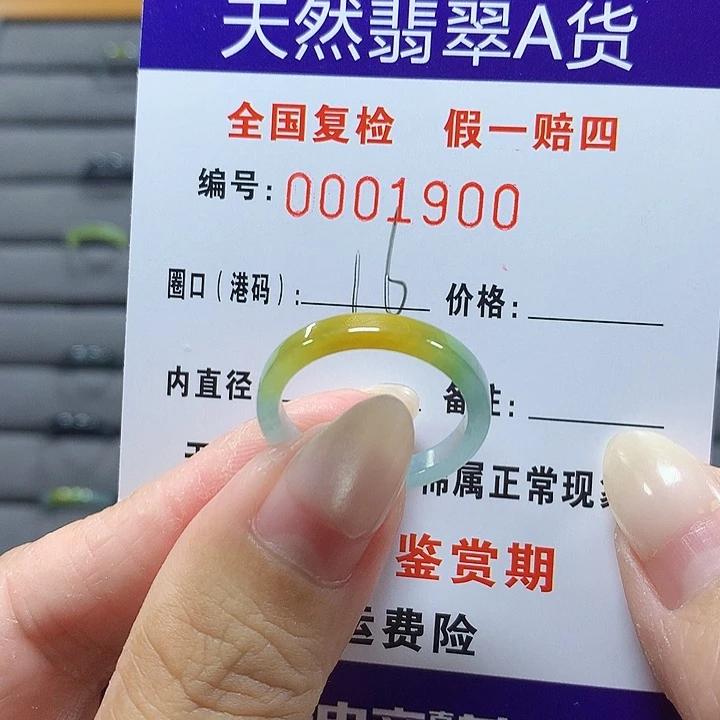 天然翡翠A货
全国复检 假一赔四
编号: 0001900
圈口（港码）: 16 价格:
内直径 备注:
属正常现
鉴赏期
运费险